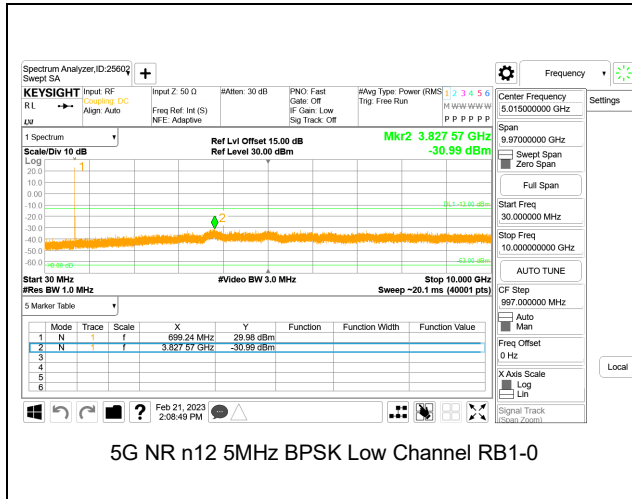 Spectrum Analyzer,ID:25602
Swept SA
+
Frequency
KEYSIGHT Input: RF Input Z: 50 Ω #Atten: 30 dB PNO: Fast #Avg Type: Power (RMS 1 2 3 4 5 6
Coupling: DC Gate: Off Trig: Free Run
R L Align: Auto Freq Ref: Int (S) IF Gain: Low M W W W W W
NFE: Adaptive Sig Track: Off P P P P P P
Center Frequency
5.015000000 GHz
Settings
1 Spectrum
Ref Lvl Offset 15.00 dB
Mkr2 3.827 57 GHz
Scale/Div 10 dB
Ref Level 30.00 dBm
-30.99 dBm
Log
1
20.0
10.0
0.00
-10.0
DL1 -13.00 dBm
-20.0
2
-30.0
-40.0
-50.0
-60.0
-63.00 dBm
Start 30 MHz #Video BW 3.0 MHz Stop 10.000 GHz
#Res BW 1.0 MHz Sweep ~20.1 ms (40001 pts)
Span
9.97000000 GHz
Swept Span
Zero Span
Full Span
Start Freq
30.000000 MHz
Stop Freq
10.000000000 GHz
AUTO TUNE
CF Step
997.000000 MHz
Auto
Man
Freq Offset
0 Hz
X Axis Scale
Log
Lin
Signal Track
(Span Zoom)
Local
5 Marker Table
Mode Trace Scale X Y Function Function Width Function Value
1 N 1 f 699.24 MHz 29.98 dBm
2 N 1 f 3.827 57 GHz -30.99 dBm
3
4
5
6
? Feb 21, 2023
2:08:49 PM
5G NR n12 5MHz BPSK Low Channel RB1-0